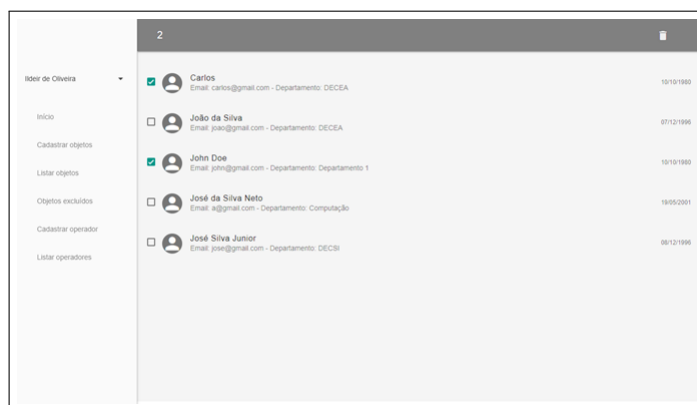 2
Ildeir de Oliveira
Início
Cadastrar objetos
Listar objetos
Objetos excluídos
Cadastrar operador
Listar operadores
Carlos
Email: carlos@gmail.com - Departamento: DECEA
10/10/1980
João da Silva
Email: joao@gmail.com - Departamento: DECEA
07/12/1996
John Doe
Email: john@gmail.com - Departamento: Departamento 1
10/10/1980
José da Silva Neto
Email: a@gmail.com - Departamento: Computação
19/05/2001
José Silva Junior
Email: jose@gmail.com - Departamento: DECSI
06/12/1996